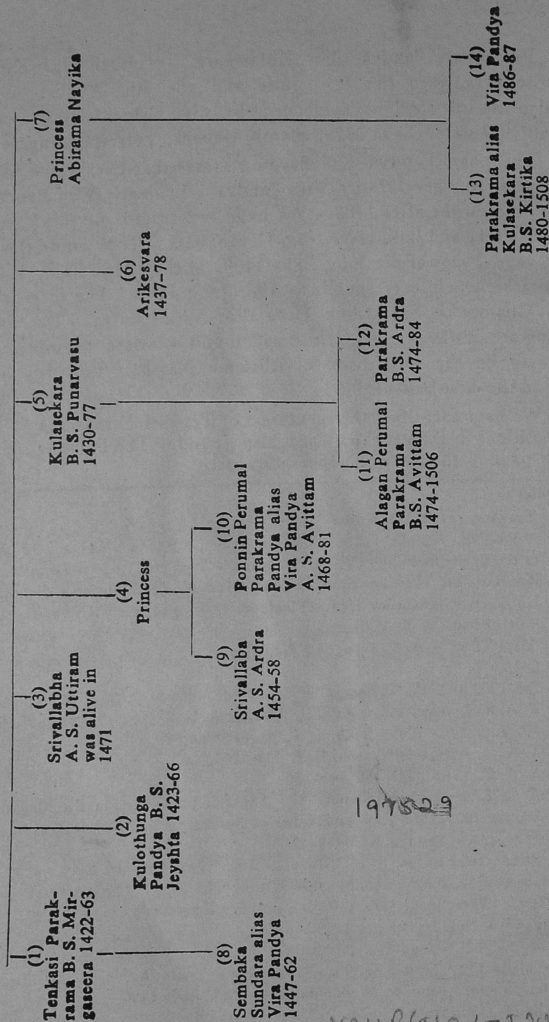 (1)
Tenkasi Parak-
rama B. S. Mir-
gaseera 1422-63
(2)
Kulothunga
Pandya B. S.
Jeyshta 1423-66
(3)
Srivallabha
A. S. Uttiram
was alive in
1471
(4)
Princess
(5)
Kulasekara
B. S. Punarvasu
1430-77
(6)
Arikesvara
1437-78
(7)
Princess
Abirama Nayika
(8)
Sembaka
Sundara alias
Vira Pandya
1447-62
(9)
Srivallaba
A. S. Ardra
1454-58
(10)
Ponnin Perumal
Parakrama
Pandya alias
Vira Pandya
A. S. Avittam
1468-81
(11)
Alagan Perumal
Parakrama
B.S. Avittam
1474-1506
(12)
Parakrama
B.S. Ardra
1474-84
(13)
Parakrama alias
Kulasekara
B.S. Kirtika
1480-1508
(14)
Vira Pandya
1486-87